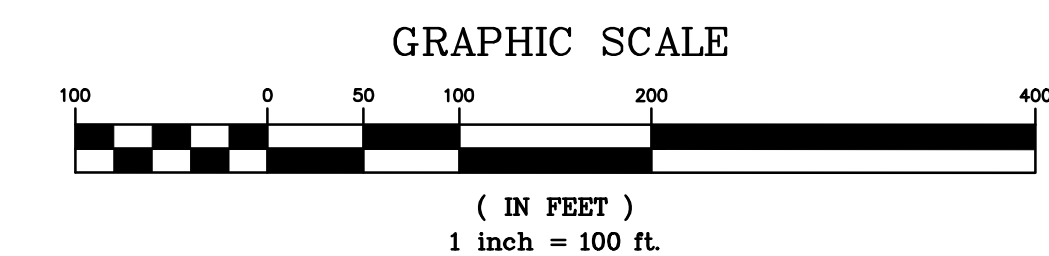 GRAPHIC SCALE
100 0 50 100 200 400
( IN FEET )
1 inch = 100 ft.